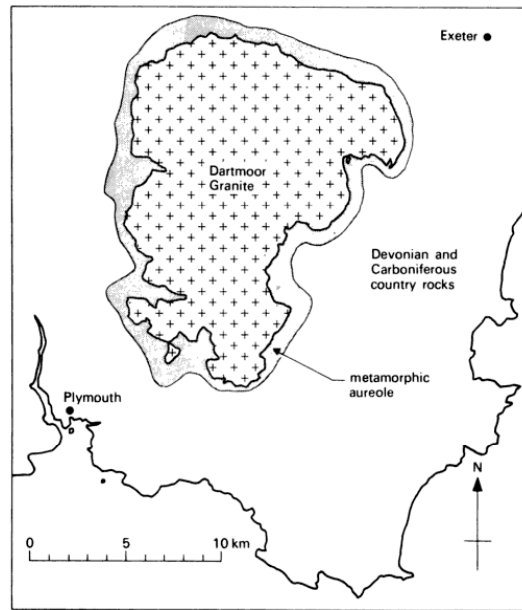 Exeter
Dartmoor
Granite
Devonian and
Carboniferous
country rocks
metamorphic
aureole
Plymouth
N
0 5 10 km